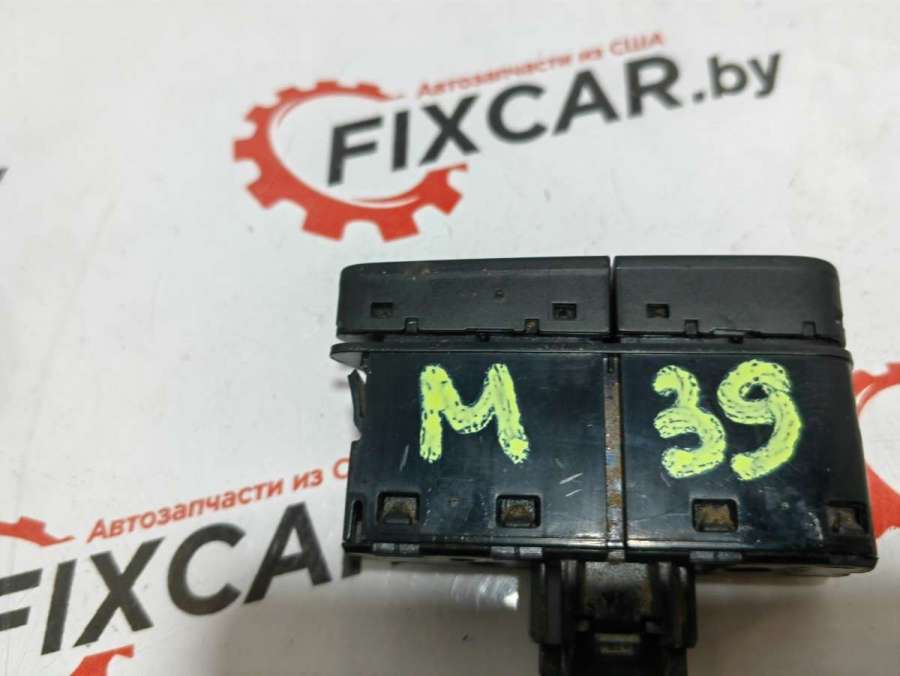 Автозапчасти из США
FIXCAR.by
M 39
Автозапчасти из С
FIXCAR